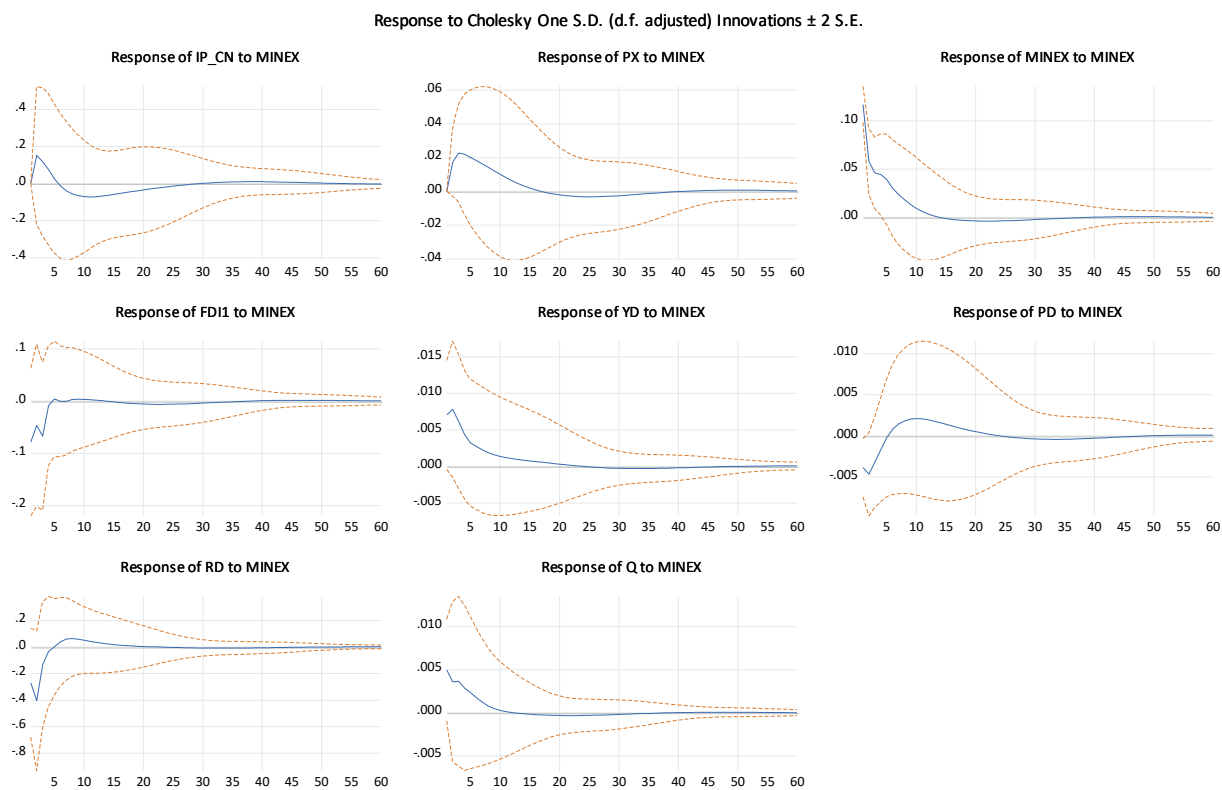 Response to Cholesky One S.D. (d.f. adjusted) Innovations ± 2 S.E.
Response of IP_CN to MINEX
.4
.2
.0
-.2
-.4
5 10 15 20 25 30 35 40 45 50 55 60
Response of PX to MINEX
.06
.04
.02
.00
-.02
-.04
5 10 15 20 25 30 35 40 45 50 55 60
Response of MINEX to MINEX
.10
.05
.00
5 10 15 20 25 30 35 40 45 50 55 60
Response of FDI1 to MINEX
.1
.0
-.1
-.2
5 10 15 20 25 30 35 40 45 50 55 60
Response of YD to MINEX
.015
.010
.005
.000
-.005
5 10 15 20 25 30 35 40 45 50 55 60
Response of PD to MINEX
.010
.005
.000
-.005
5 10 15 20 25 30 35 40 45 50 55 60
Response of RD to MINEX
.2
.0
-.2
-.4
-.6
-.8
5 10 15 20 25 30 35 40 45 50 55 60
Response of Q to MINEX
.010
.005
.000
-.005
5 10 15 20 25 30 35 40 45 50 55 60